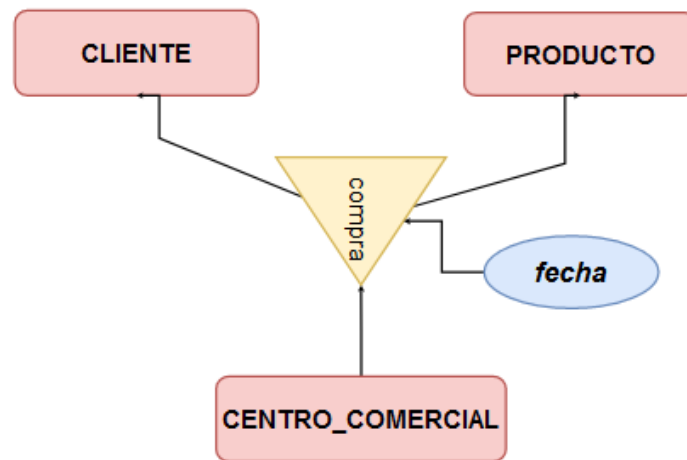 CLIENTE
PRODUCTO
compra
fecha
CENTRO_COMERCIAL